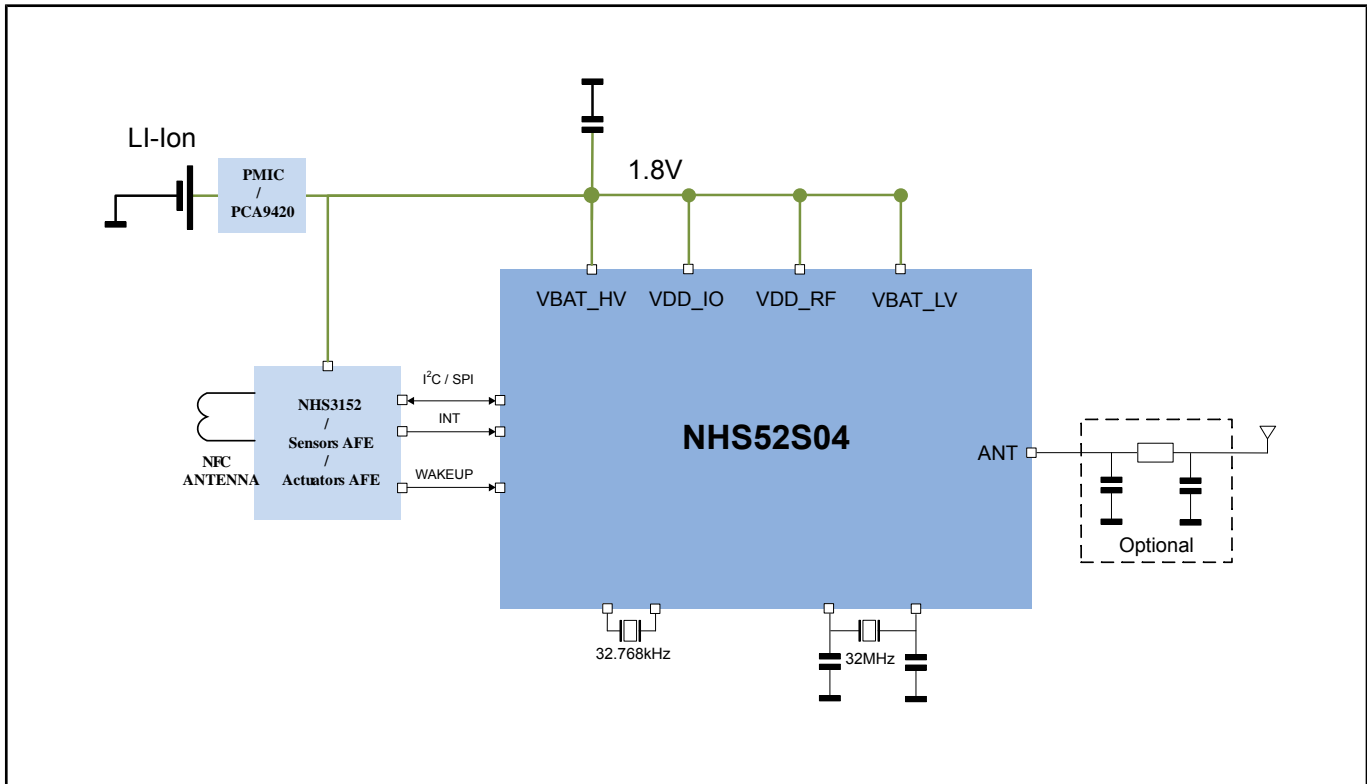 LI-Ion
PMIC
/
PCA9420
1.8V
VBAT_HV
VDD_IO
VDD_RF
VBAT_LV
I²C / SPI
INT
WAKEUP
NHS3152
/
Sensors AFE
/
Actuators AFE
NFC
ANTENNA
NHS52S04
ANT
Optional
32.768kHz
32MHz